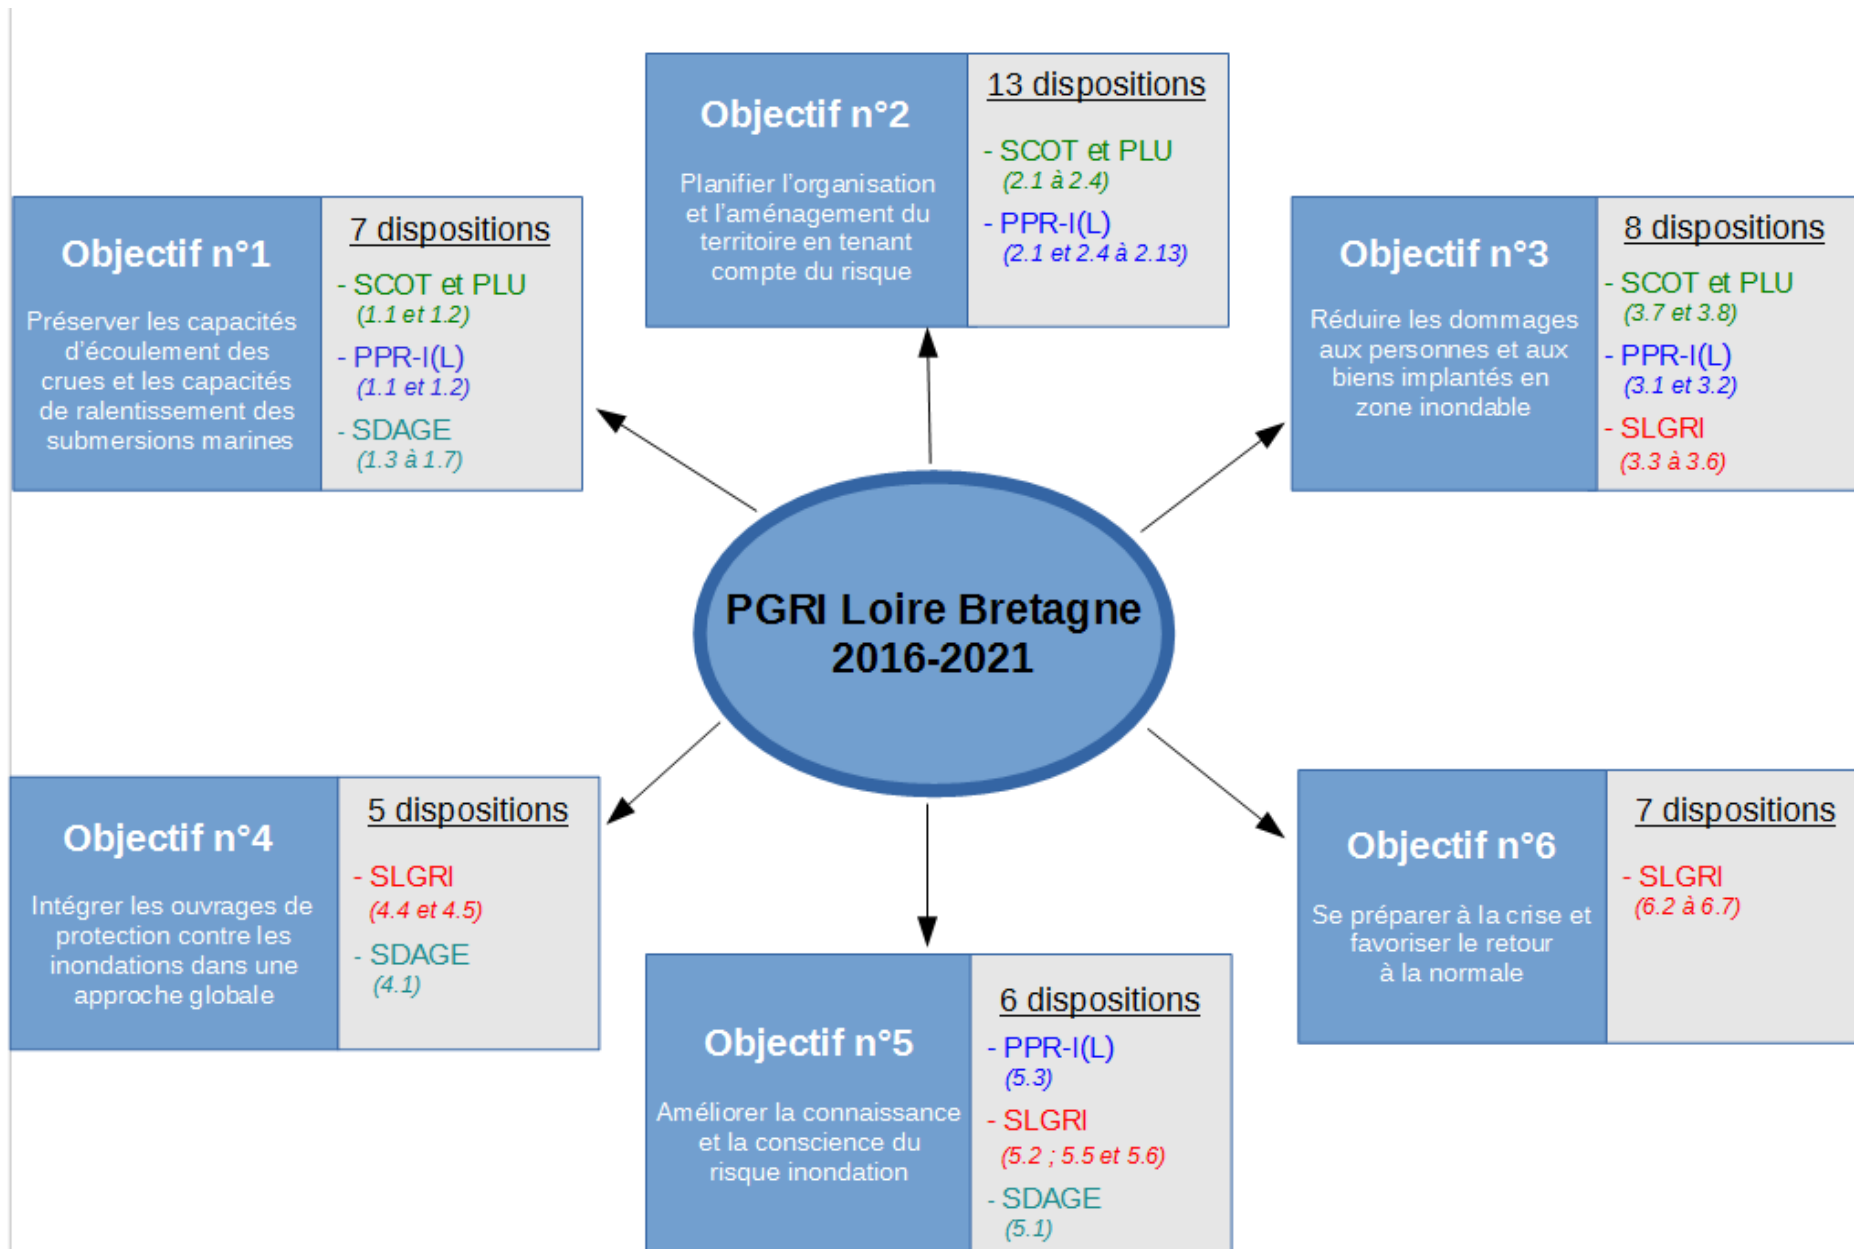 Objectif n°1
Préserver les capacités
d'écoulement des
crues et les capacités
de ralentissement des
submersions marines
7 dispositions
- SCOT et PLU
(1.1 et 1.2)
- PPR-I(L)
(1.1 et 1.2)
- SDAGE
(1.3 à 1.7)
Objectif n°2
Planifier l'organisation
et l'aménagement du
territoire en tenant
compte du risque
13 dispositions
- SCOT et PLU
(2.1 à 2.4)
- PPR-I(L)
(2.1 et 2.4 à 2.13)
Objectif n°3
Réduire les dommages
aux personnes et aux
biens implantés en
zone inondable
8 dispositions
- SCOT et PLU
(3.7 et 3.8)
- PPR-I(L)
(3.1 et 3.2)
- SLGRI
(3.3 à 3.6)
PGRI Loire Bretagne
2016-2021
Objectif n°4
Intégrer les ouvrages de
protection contre les
inondations dans une
approche globale
5 dispositions
- SLGRI
(4.4 et 4.5)
- SDAGE
(4.1)
Objectif n°5
Améliorer la connaissance
et la conscience du
risque inondation
6 dispositions
- PPR-I(L)
(5.3)
- SLGRI
(5.2 ; 5.5 et 5.6)
- SDAGE
(5.1)
Objectif n°6
Se préparer à la crise et
favoriser le retour
à la normale
7 dispositions
- SLGRI
(6.2 à 6.7)